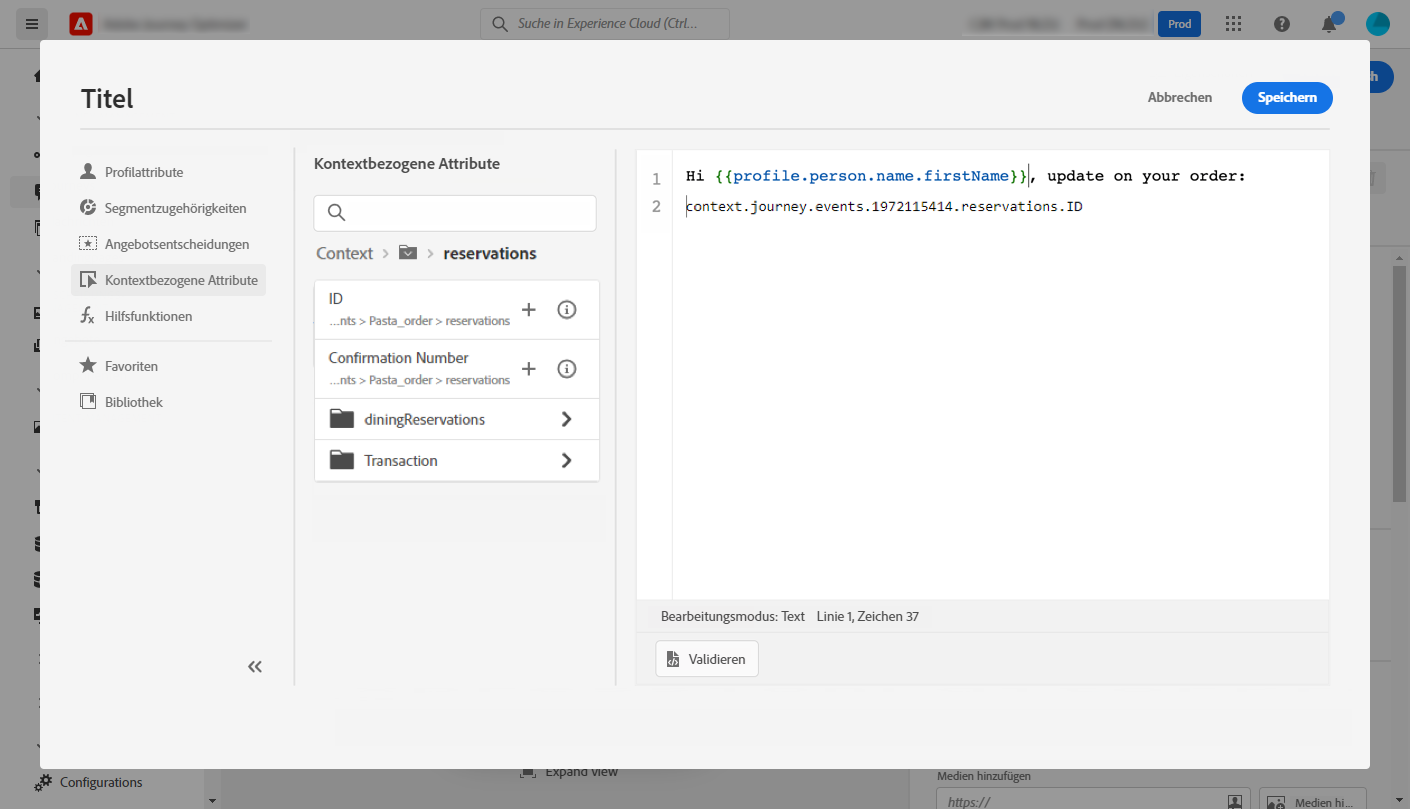 Suche in Experience Cloud (Ctrl...
Prod
Titel
Abbrechen
Speichern
Profilattribute
Segmentzugehörigkeiten
Angebotsentscheidungen
Kontextbezogene Attribute
Hilfsfunktionen
Favoriten
Bibliothek
Kontextbezogene Attribute
Context > > reservations
ID
...nts > Pasta_order > reservations
Confirmation Number
...nts > Pasta_order > reservations
diningReservations
Transaction
1 Hi {{profile.person.name.firstName}}, update on your order:
2 context.journey.events.1972115414.reservations.ID
Bearbeitungsmodus: Text Linie 1, Zeichen 37
Validieren
Configurations
Expand view
Medien hinzufügen
https://
Medien hi...